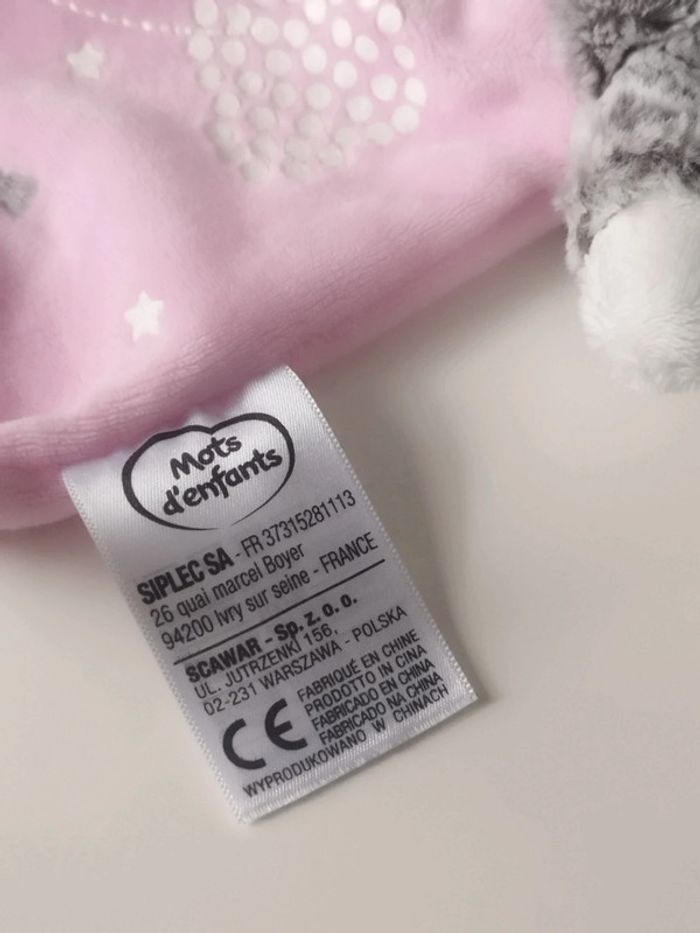 Mots
d'enfants
SIPLEC SA - FR 37315281113
26 quai marcel Boyer
94200 Ivry sur seine - FRANCE
SCAWAR - Sp. z. o. o.
UL. JUTRZENKI 156,
02-231 WARSZAWA - POLSKA
CE
FABRIQUÉ EN CHINE
PRODOTTO IN CINA
FABRICADO EN CHINA
FABRICADO NA CHINA
WYPRODUKOWANO W CHINACH